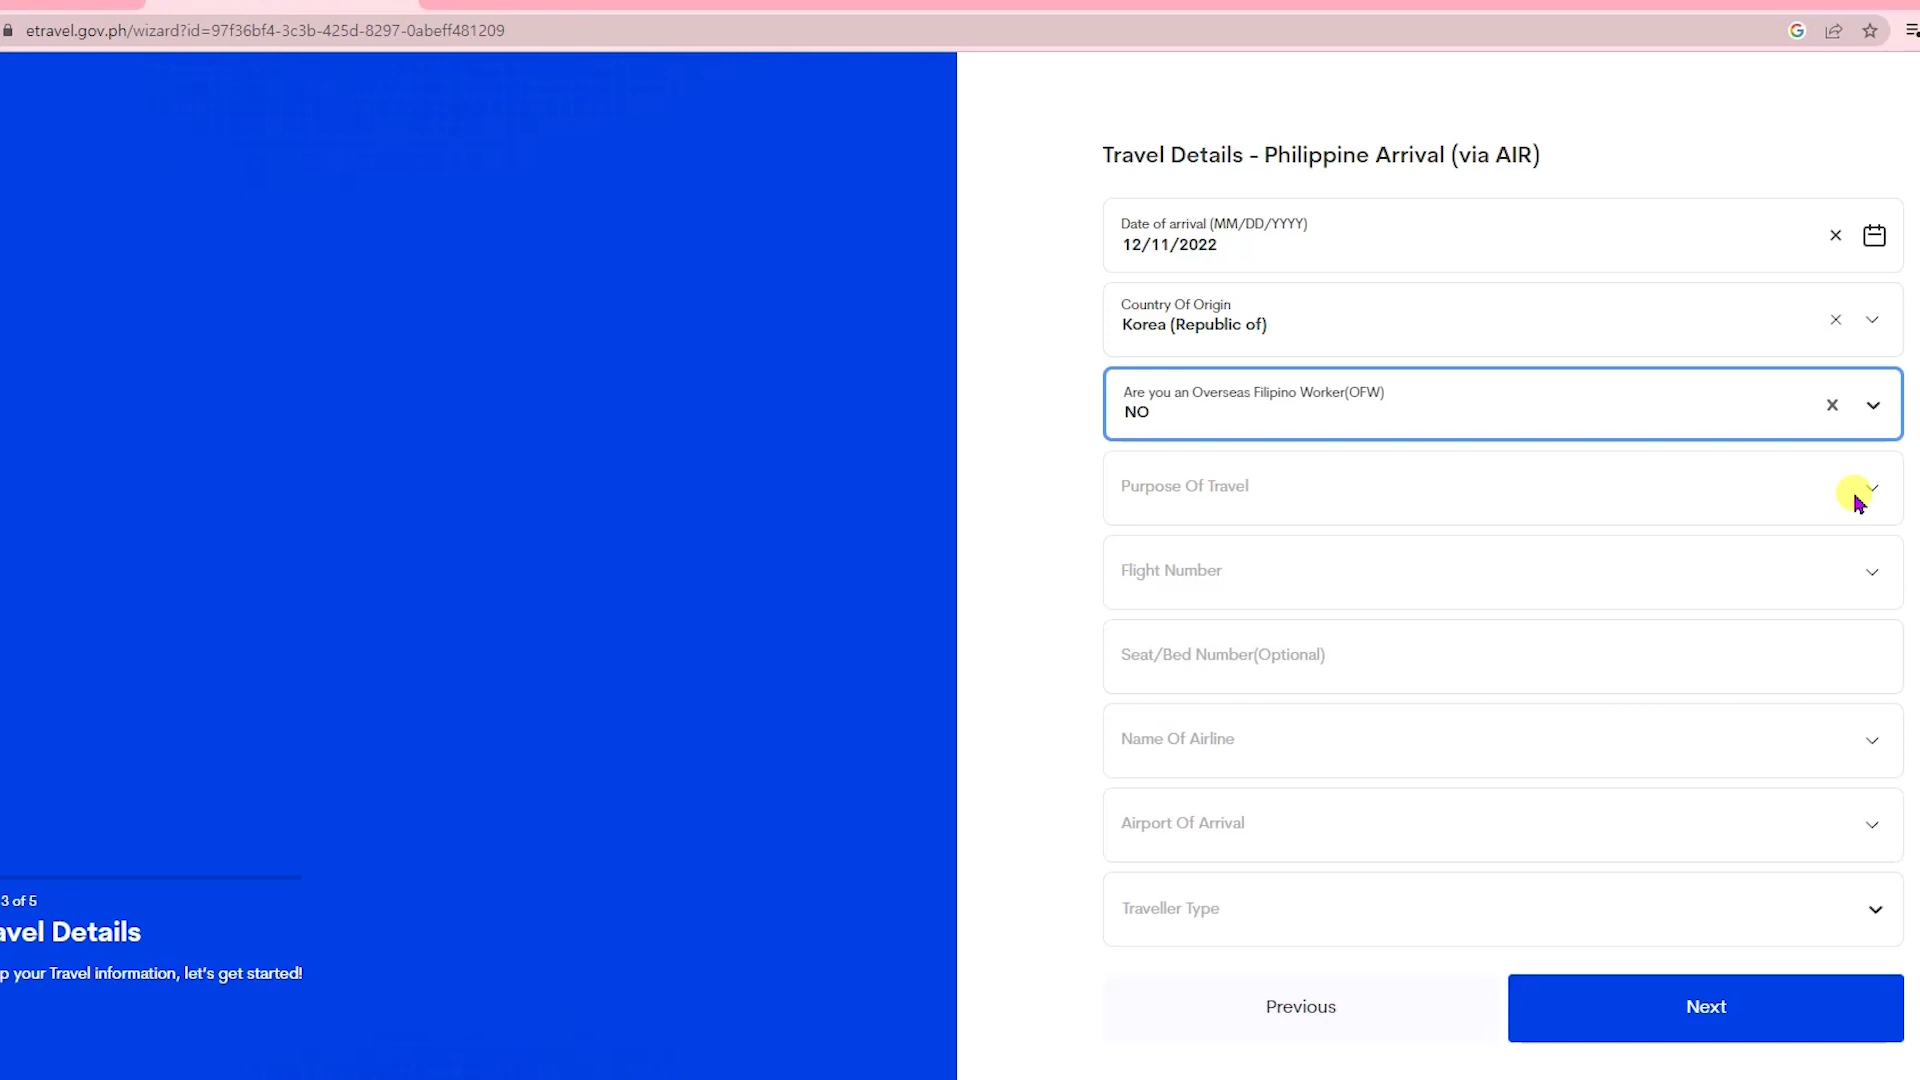 etravel.gov.ph/wizard?id=97f36bf4-3c3b-425d-8297-0abeff481209
Travel Details - Philippine Arrival (via AIR)
Date of arrival (MM/DD/YYYY)
12/11/2022
Country Of Origin
Korea (Republic of)
Are you an Overseas Filipino Worker(OFW)
NO
Purpose Of Travel
Flight Number
Seat/Bed Number(Optional)
Name Of Airline
Airport Of Arrival
Traveller Type
Previous
Next
3 of 5
avel Details
p your Travel information, let's get started!